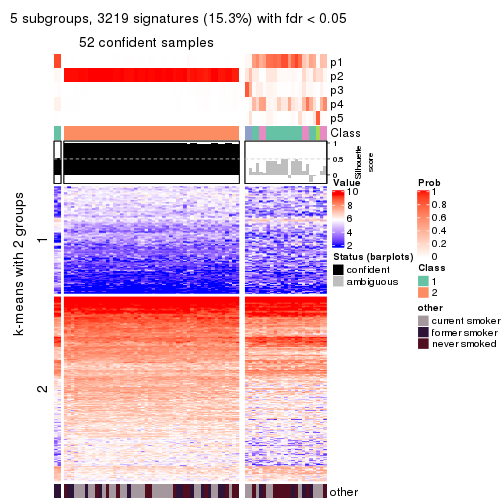 5 subgroups, 3219 signatures (15.3%) with fdr < 0.05
52 confident samples
p1
p2
p3
p4
p5
Class
1
0.5
0
Silhouette
score
k-means with 2 groups
1
2
other
Value
10
8
6
4
2
Status (barplots)
confident
ambiguous
Prob
1
0.8
0.6
0.4
0.2
0
Class
1
2
other
current smoker
former smoker
never smoked